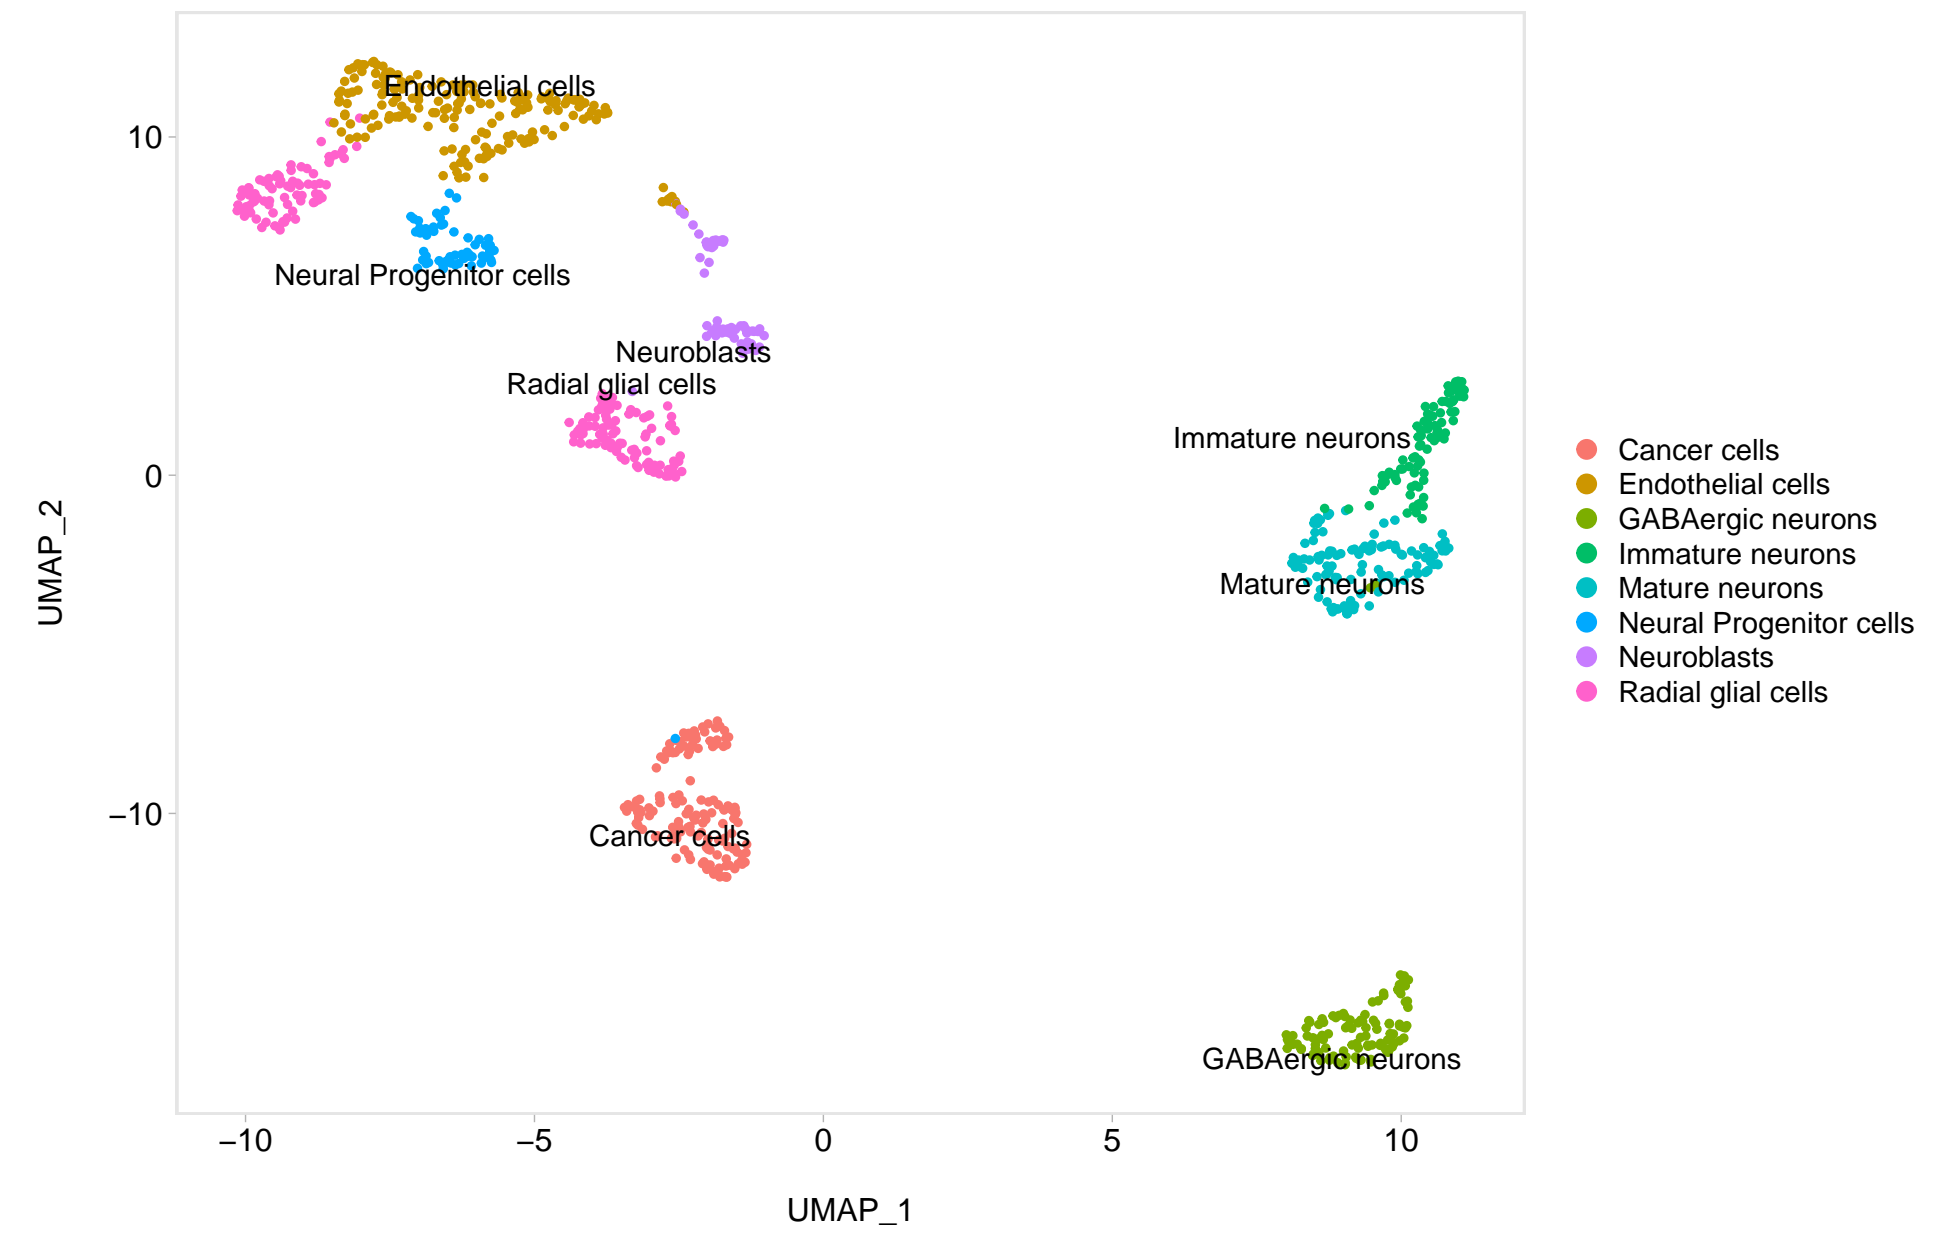 Endothelial cells
10
Neural Progenitor cells
Neuroblasts
Radial glial cells
Immature neurons
0
UMAP_2
Mature neurons
−10
Cancer cells
GABAergic neurons
−10
−5
0
5
10
UMAP_1
Cancer cells
Endothelial cells
GABAergic neurons
Immature neurons
Mature neurons
Neural Progenitor cells
Neuroblasts
Radial glial cells